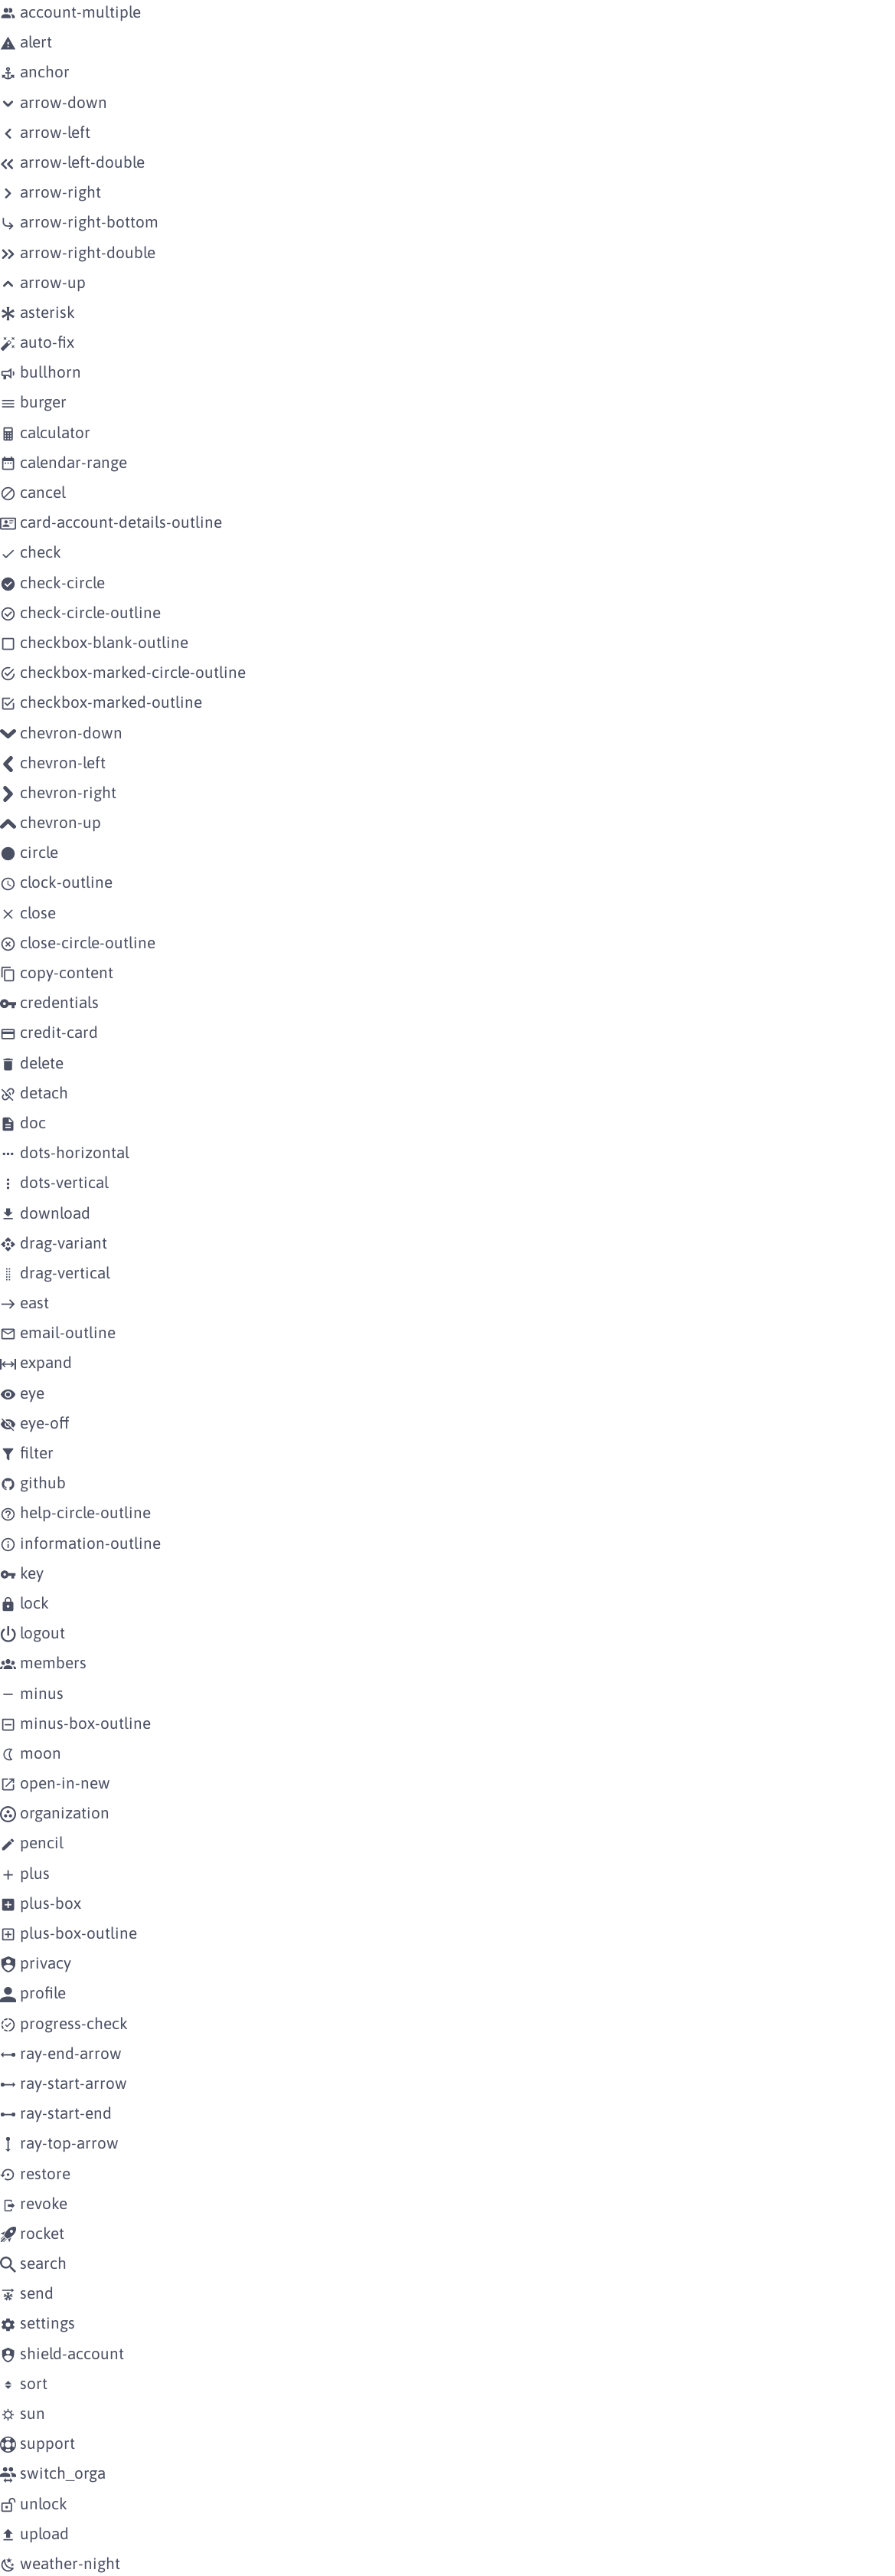 account-multiple
alert
anchor
arrow-down
arrow-left
arrow-left-double
arrow-right
arrow-right-bottom
arrow-right-double
arrow-up
asterisk
auto-fix
bullhorn
burger
calculator
calendar-range
cancel
card-account-details-outline
check
check-circle
check-circle-outline
checkbox-blank-outline
checkbox-marked-circle-outline
checkbox-marked-outline
chevron-down
chevron-left
chevron-right
chevron-up
circle
clock-outline
close
close-circle-outline
copy-content
credentials
credit-card
delete
detach
doc
dots-horizontal
dots-vertical
download
drag-variant
drag-vertical
east
email-outline
expand
eye
eye-off
filter
github
help-circle-outline
information-outline
key
lock
logout
members
minus
minus-box-outline
moon
open-in-new
organization
pencil
plus
plus-box
plus-box-outline
privacy
profile
progress-check
ray-end-arrow
ray-start-arrow
ray-start-end
ray-top-arrow
restore
revoke
rocket
search
send
settings
shield-account
sort
sun
support
switch_orga
unlock
upload
weather-night